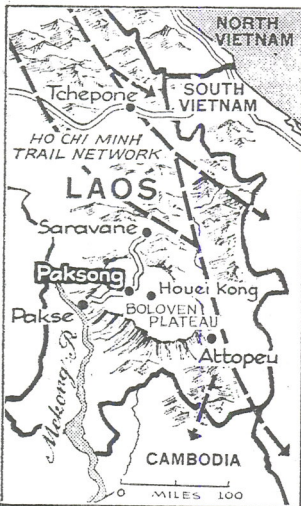 NORTH
VIETNAM
Tchepone
SOUTH
VIETNAM
HO CHI MINH
TRAIL NETWORK
LAOS
Saravane
Paksong
Houei Kong
Pakse
BOLOVEN
PLATEAU
Attopeu
Mekong R.
CAMBODIA
0 MILES 100